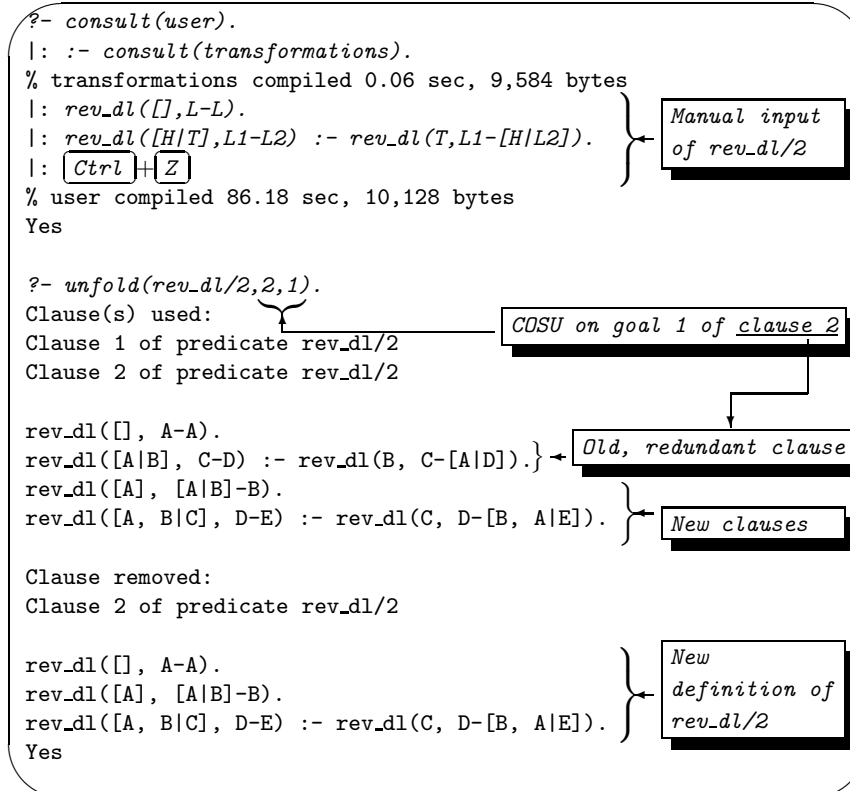 ?- consult(user).
|: :- consult(transformations).
% transformations compiled 0.06 sec, 9,584 bytes
|: rev_dl([],L-L).
|: rev_dl([H|T],L1-L2) :- rev_dl(T,L1-[H|L2]).
Manual input
of rev_dl/2
|: Ctrl + Z
% user compiled 86.18 sec, 10,128 bytes
Yes
?- unfold(rev_dl/2,2,1).
Clause(s) used:
COSU on goal 1 of clause 2
Clause 1 of predicate rev_dl/2
Clause 2 of predicate rev_dl/2
rev_dl([], A-A).
rev_dl([A|B], C-D) :- rev_dl(B, C-[A|D]).
Old, redundant clause
rev_dl([A], [A|B]-B).
rev_dl([A, B|C], D-E) :- rev_dl(C, D-[B, A|E]).
New clauses
Clause removed:
Clause 2 of predicate rev_dl/2
rev_dl([], A-A).
rev_dl([A], [A|B]-B).
rev_dl([A, B|C], D-E) :- rev_dl(C, D-[B, A|E]).
New
definition of
rev_dl/2
Yes